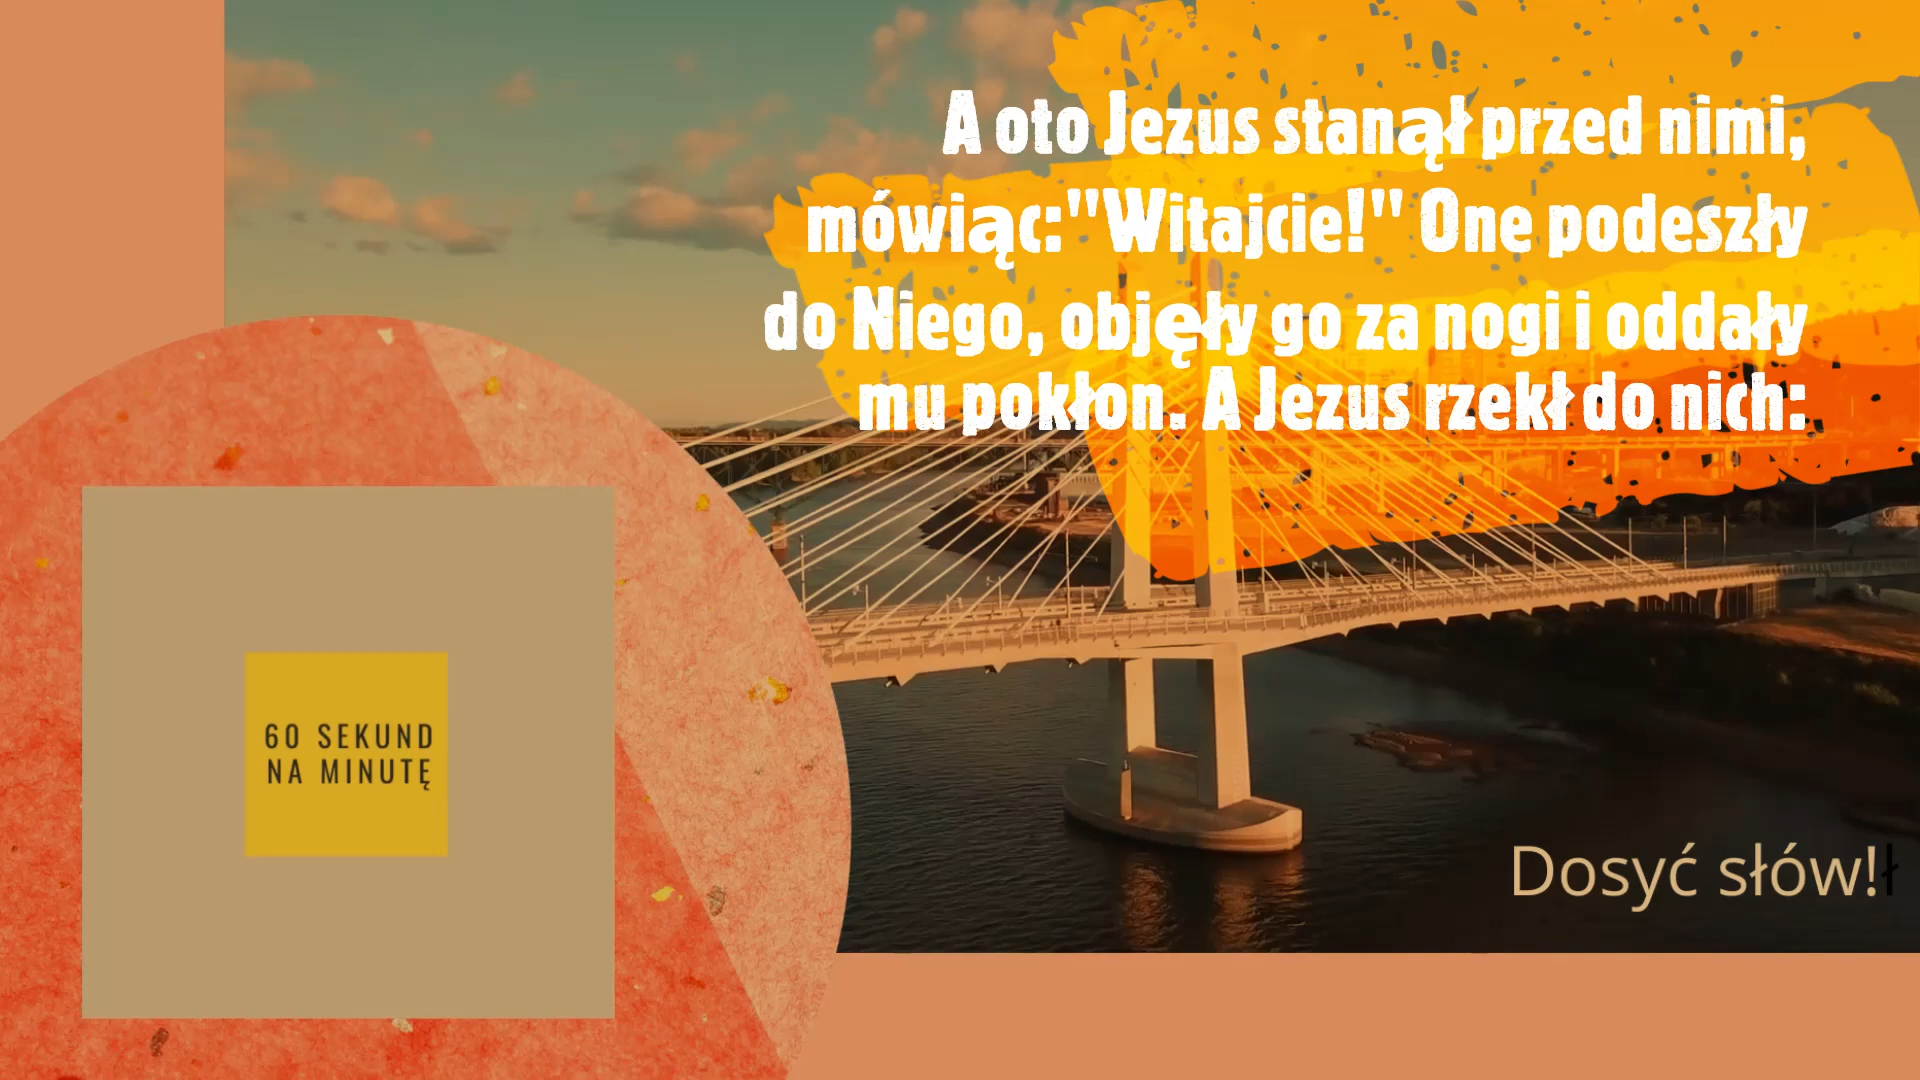 A oto Jezus stanął przed nimi,
mówiąc:"Witajcie!" One podeszły
do Niego, objęły go za nogi i oddały
mu pokłon. A Jezus rzekł do nich:
60 SEKUND
NA MINUTĘ
Dosyć słów!ł